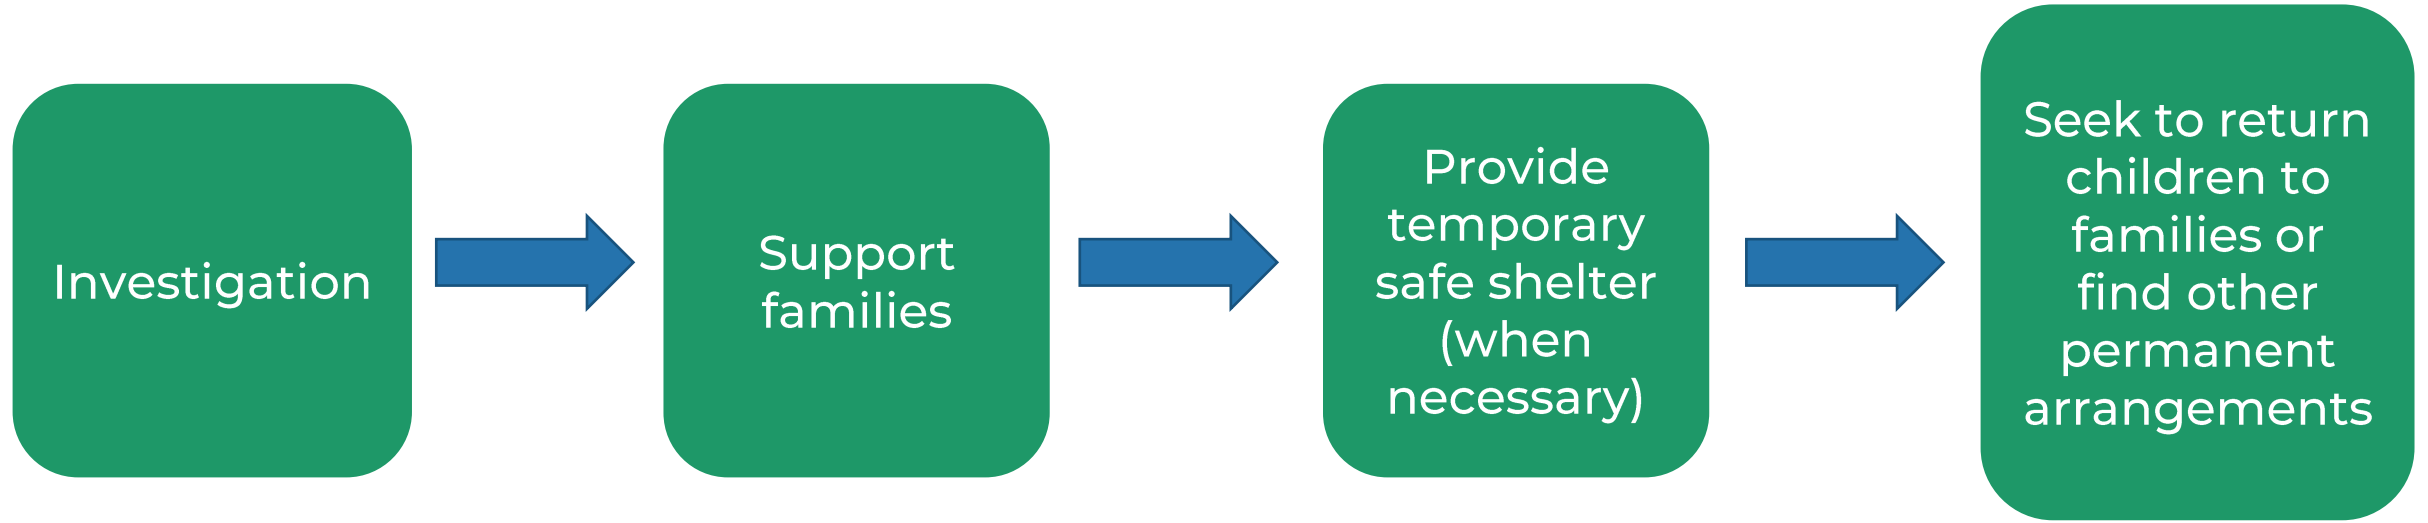 Investigation
Support
families
Provide
temporary
safe shelter
(when
necessary)
Seek to return
children to
families or
find other
permanent
arrangements